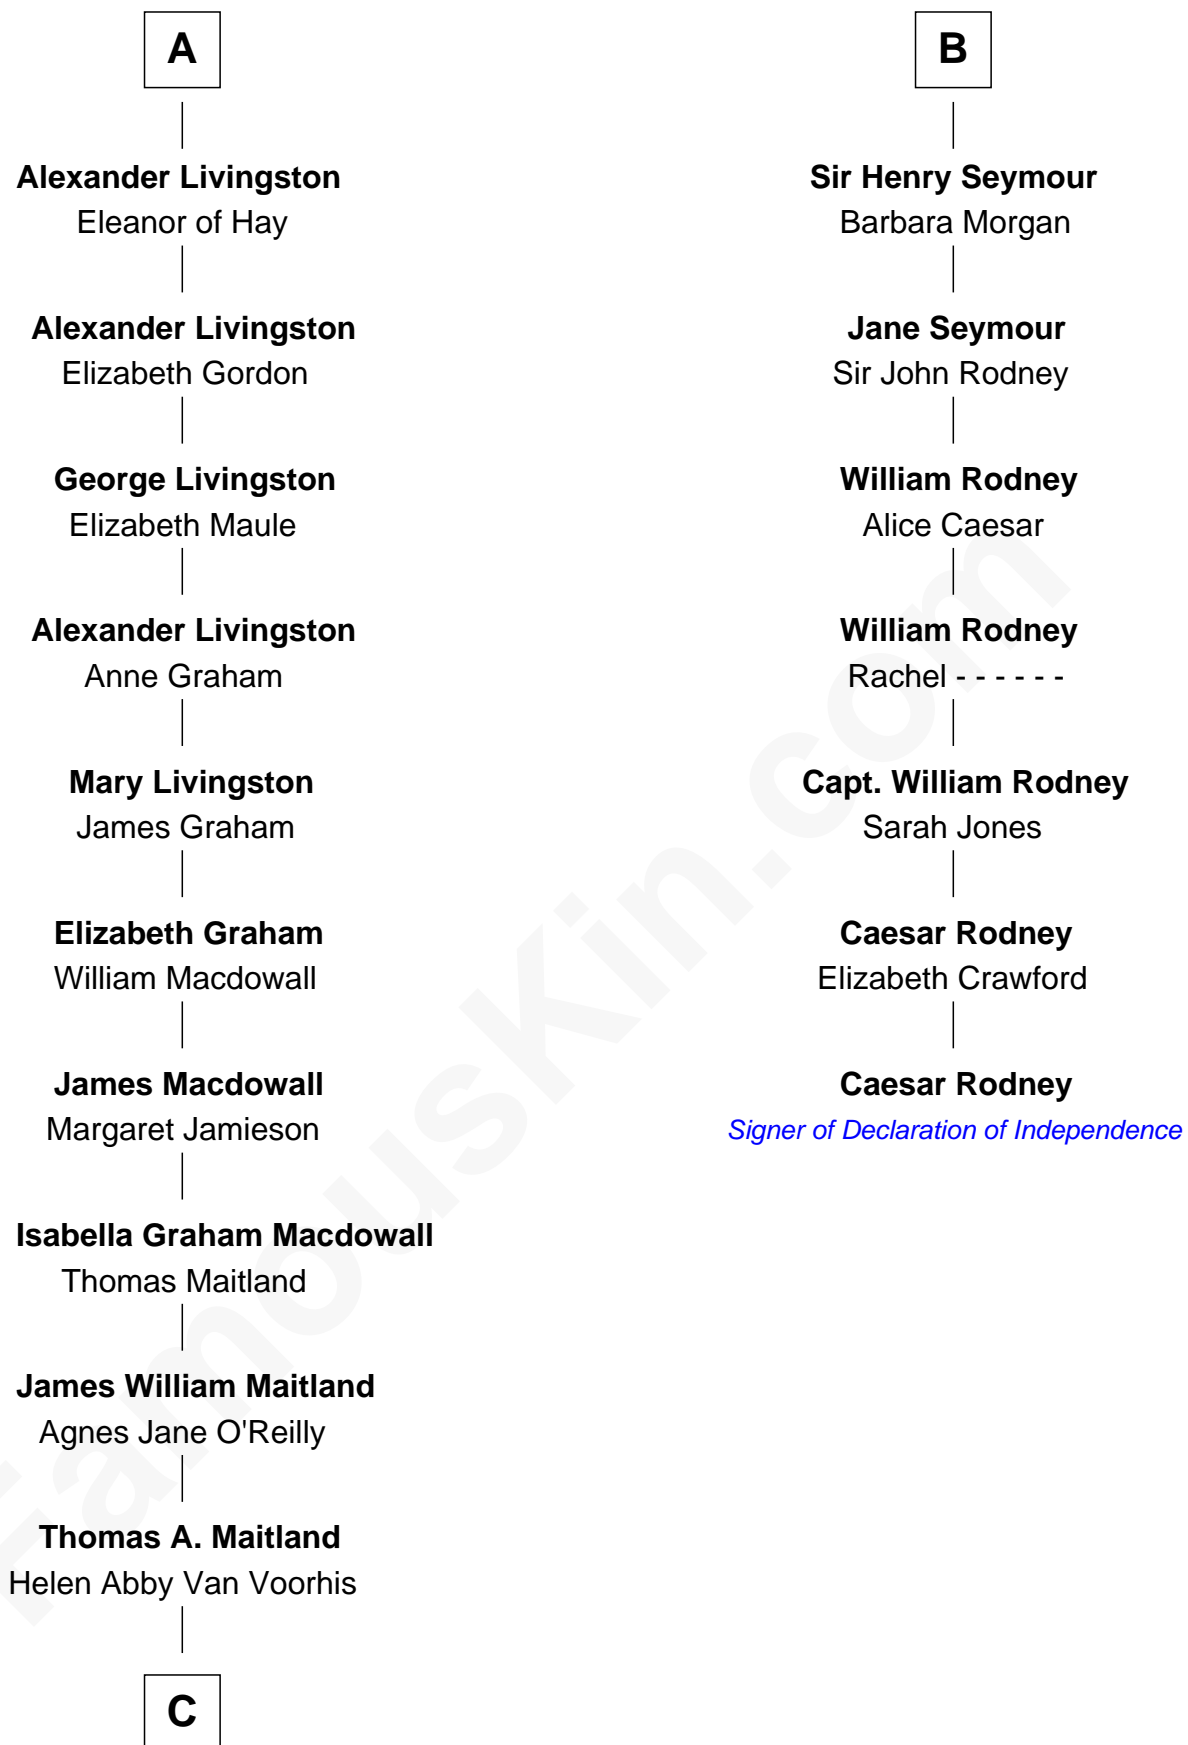 A
Alexander Livingston
Eleanor of Hay
Alexander Livingston
Elizabeth Gordon
George Livingston
Elizabeth Maule
Alexander Livingston
Anne Graham
Mary Livingston
James Graham
Elizabeth Graham
William Macdowall
James Macdowall
Margaret Jamieson
Isabella Graham Macdowall
Thomas Maitland
James William Maitland
Agnes Jane O'Reilly
Thomas A. Maitland
Helen Abby Van Voorhis
C
B
Sir Henry Seymour
Barbara Morgan
Jane Seymour
Sir John Rodney
William Rodney
Alice Caesar
William Rodney
Rachel - - - - - -
Capt. William Rodney
Sarah Jones
Caesar Rodney
Elizabeth Crawford
Caesar Rodney
Signer of Declaration of Independence
FamousKin.com